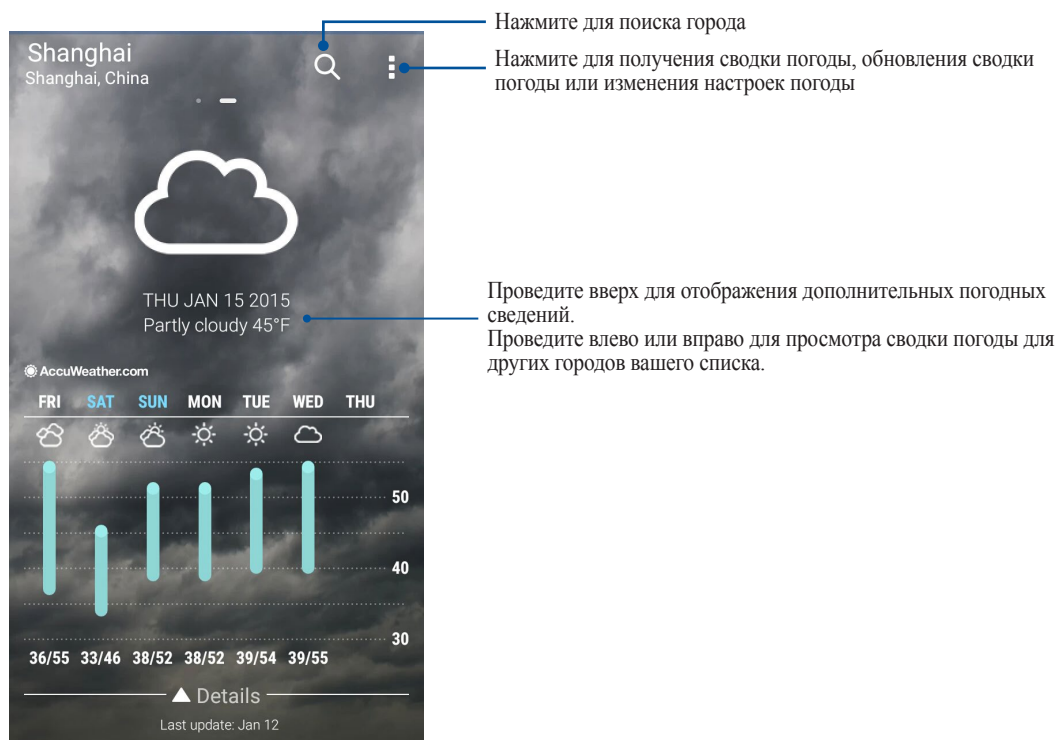 Нажмите для поиска города
Нажмите для получения сводки погоды, обновления сводки
погоды или изменения настроек погоды
Shanghai
Shanghai, China
THU JAN 15 2015
Partly cloudy 45°F
Проведите вверх для отображения дополнительных погодных
сведений.
Проведите влево или вправо для просмотра сводки погоды для
других городов вашего списка.
AccuWeather.com
FRI SAT SUN MON TUE WED THU
50
40
30
36/55 33/46 38/52 38/52 39/54 39/55
Details
Last update: Jan 12